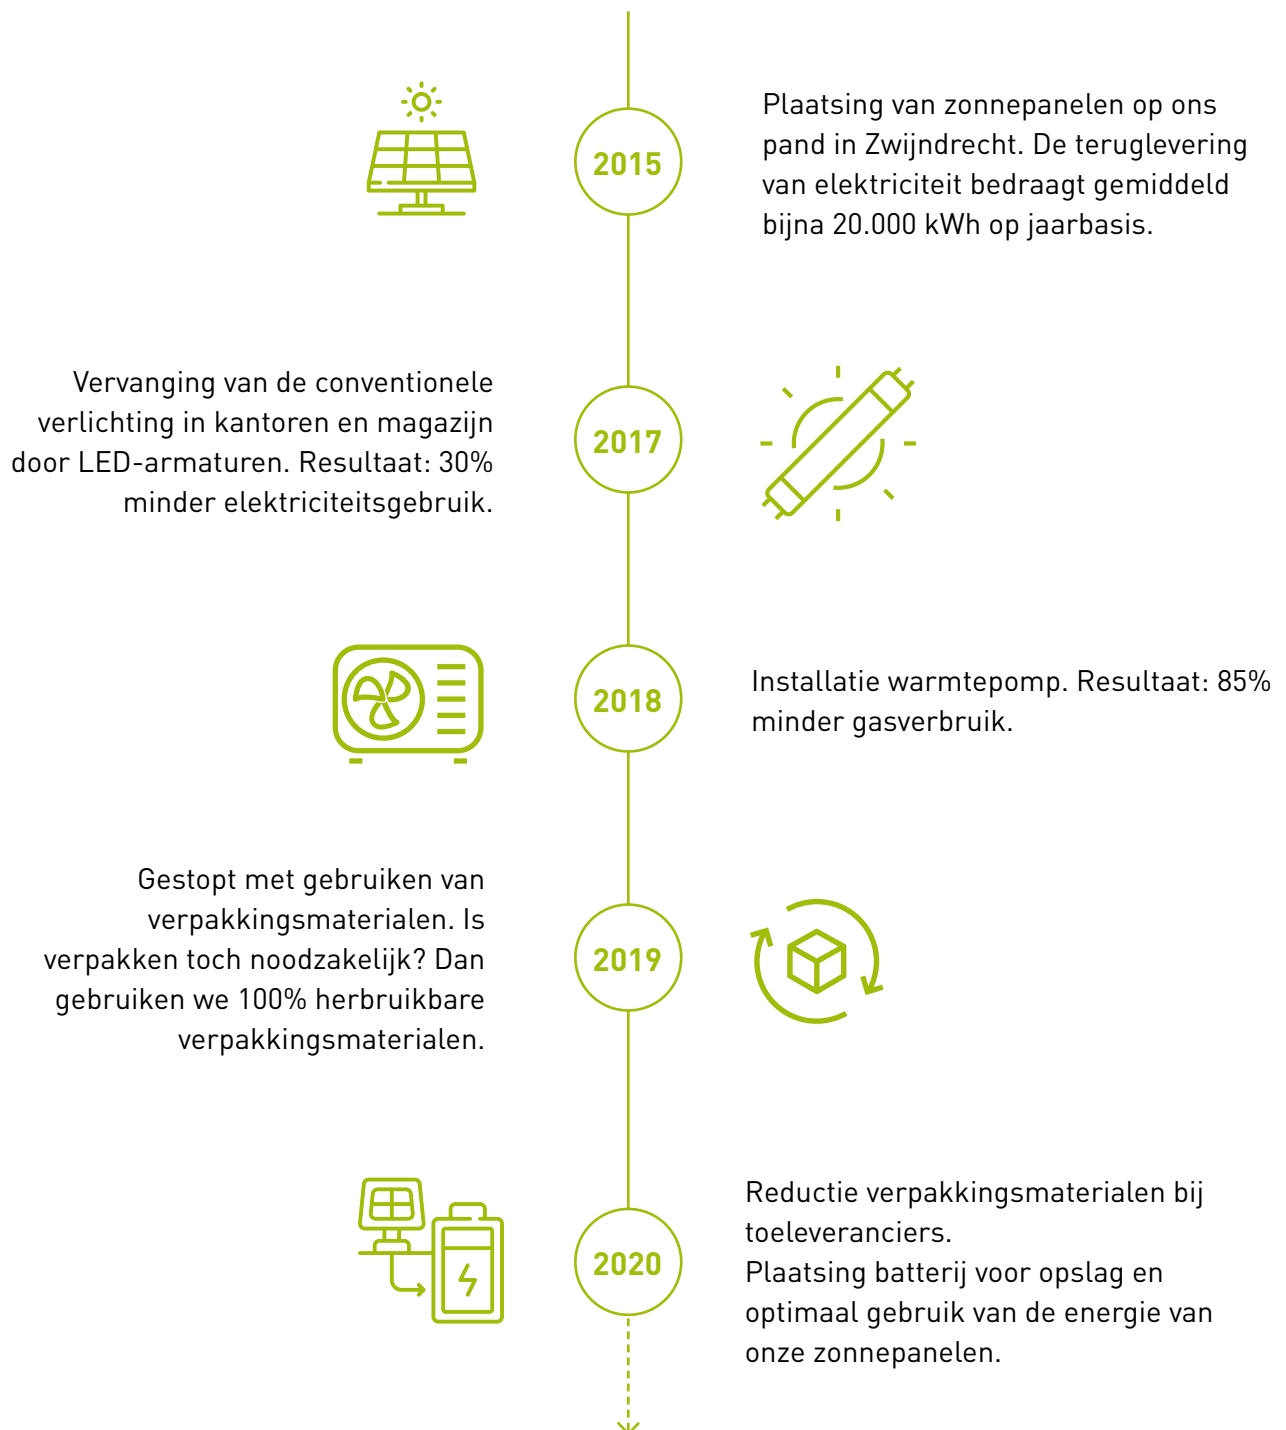 2015
Plaatsing van zonnepanelen op ons
pand in Zwijndrecht. De teruglevering
van elektriciteit bedraagt gemiddeld
bijna 20.000 kWh op jaarbasis.
Vervanging van de conventionele
verlichting in kantoren en magazijn
door LED-armaturen. Resultaat: 30%
minder elektriciteitsgebruik.
2017
2018
Installatie warmtepomp. Resultaat: 85%
minder gasverbruik.
Gestopt met gebruiken van
verpakkingsmaterialen. Is
verpakken toch noodzakelijk? Dan
gebruiken we 100% herbruikbare
verpakkingsmaterialen.
2019
2020
Reductie verpakkingsmaterialen bij
toeleveranciers.
Plaatsing batterij voor opslag en
optimaal gebruik van de energie van
onze zonnepanelen.